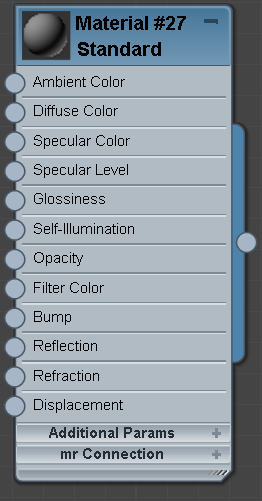 Material #27
Standard
Ambient Color
Diffuse Color
Specular Color
Specular Level
Glossiness
Self-Illumination
Opacity
Filter Color
Bump
Reflection
Refraction
Displacement
Additional Params +
mr Connection +